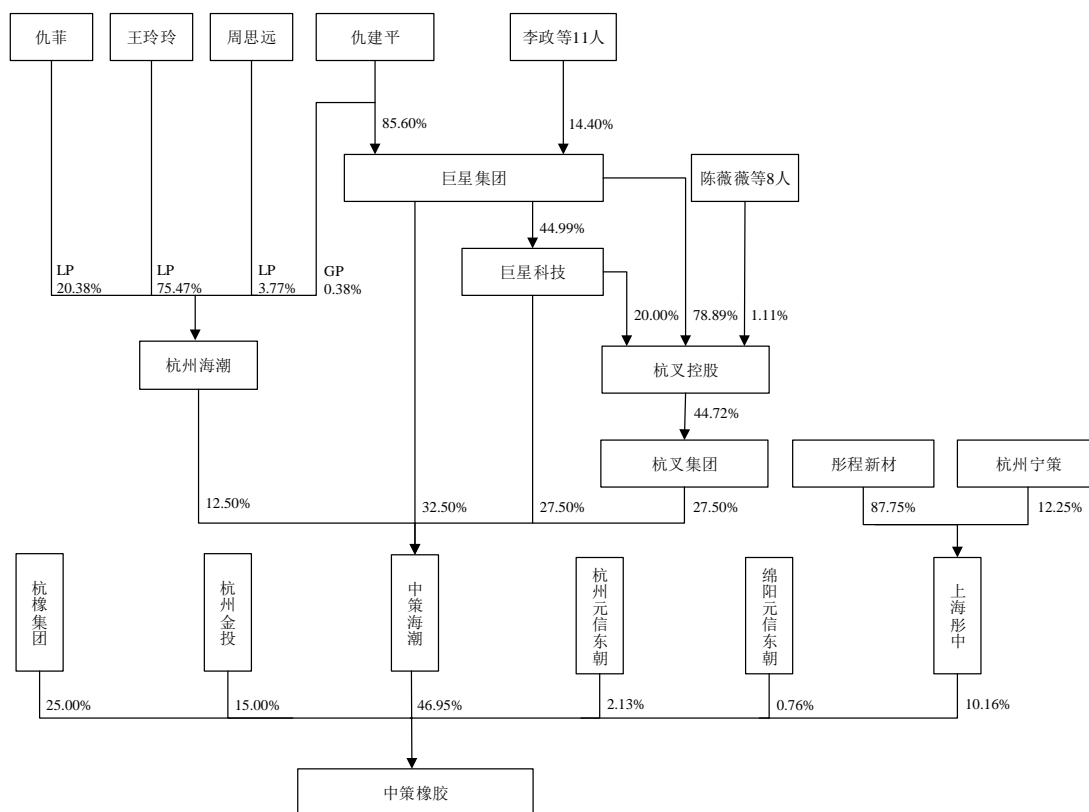 仇菲
王玲玲
周思远
仇建平
李政等11人
85.60%
14.40%
巨星集团
陈薇薇等8人
44.99%
巨星科技
LP
20.38%
LP
75.47%
LP
3.77%
GP
0.38%
20.00%
78.89%
1.11%
杭州海潮
杭叉控股
44.72%
杭叉集团
彤程新材
杭州宁策
12.50%
32.50%
27.50%
27.50%
87.75%
12.25%
杭橡集团
杭州金投
中策海潮
杭州元信东朝
绵阳元信东朝
上海彤中
25.00%
15.00%
46.95%
2.13%
0.76%
10.16%
中策橡胶